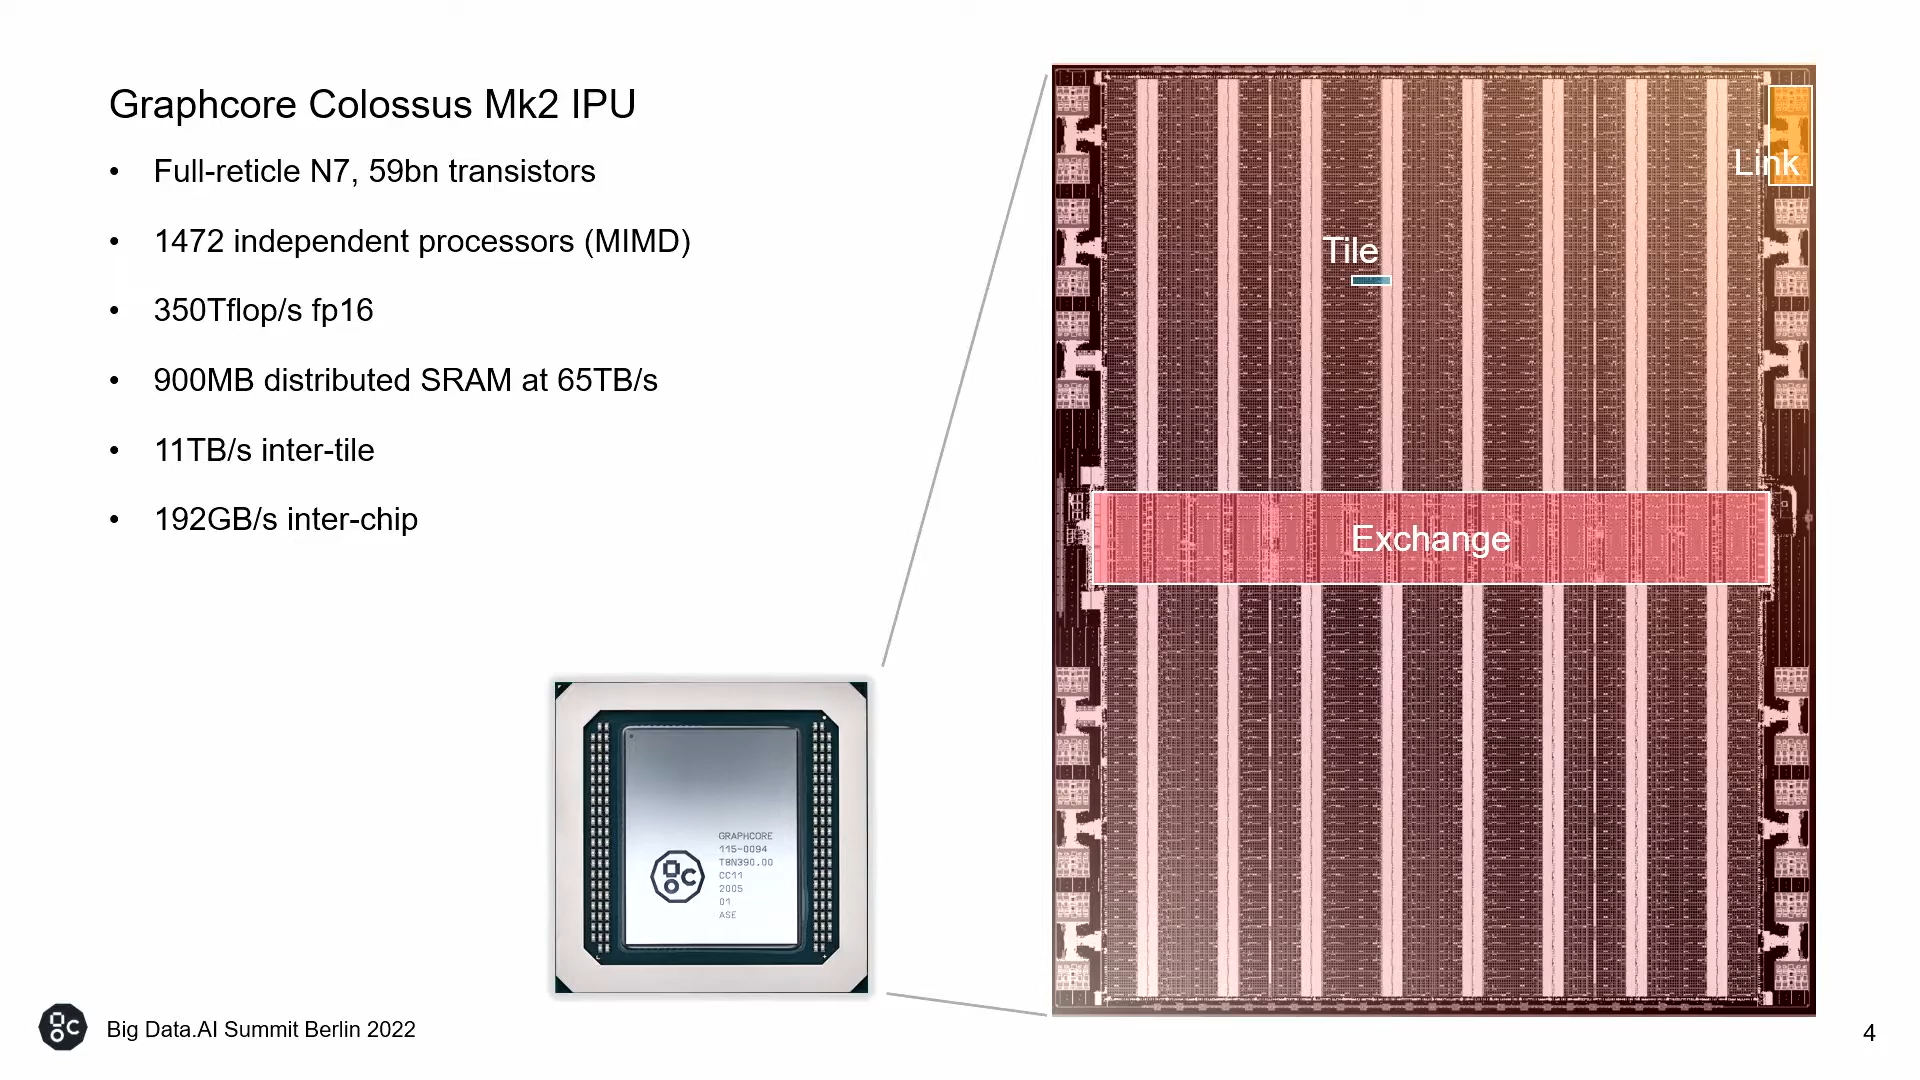 Graphcore Colossus Mk2 IPU
• Full-reticle N7, 59bn transistors
• 1472 independent processors (MIMD)
• 350Tflop/s fp16
• 900MB distributed SRAM at 65TB/s
• 11TB/s inter-tile
• 192GB/s inter-chip
Link
Tile
Exchange
GRAPHCORE
115-0094
T8N390.00
CC11
2005
01
ASE
Big Data.AI Summit Berlin 2022
4